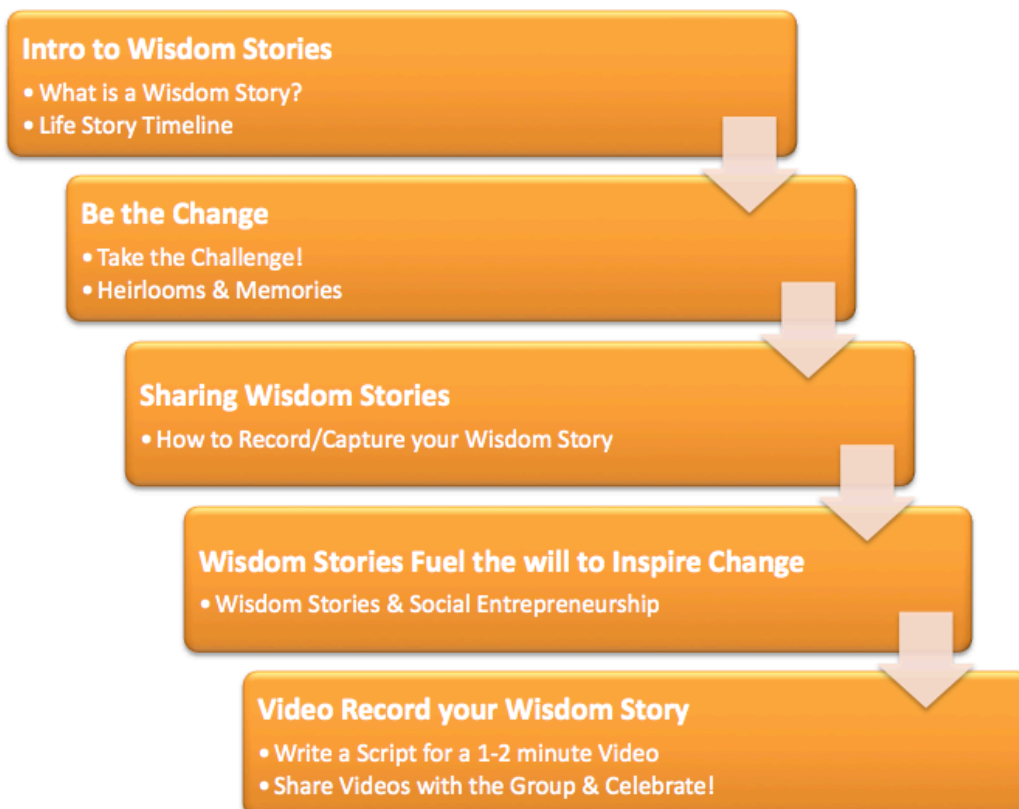 Intro to Wisdom Stories
• What is a Wisdom Story?
• Life Story Timeline
Be the Change
• Take the Challenge!
• Heirlooms & Memories
Sharing Wisdom Stories
• How to Record/Capture your Wisdom Story
Wisdom Stories Fuel the will to Inspire Change
• Wisdom Stories & Social Entrepreneurship
Video Record your Wisdom Story
• Write a Script for a 1-2 minute Video
• Share Videos with the Group & Celebrate!